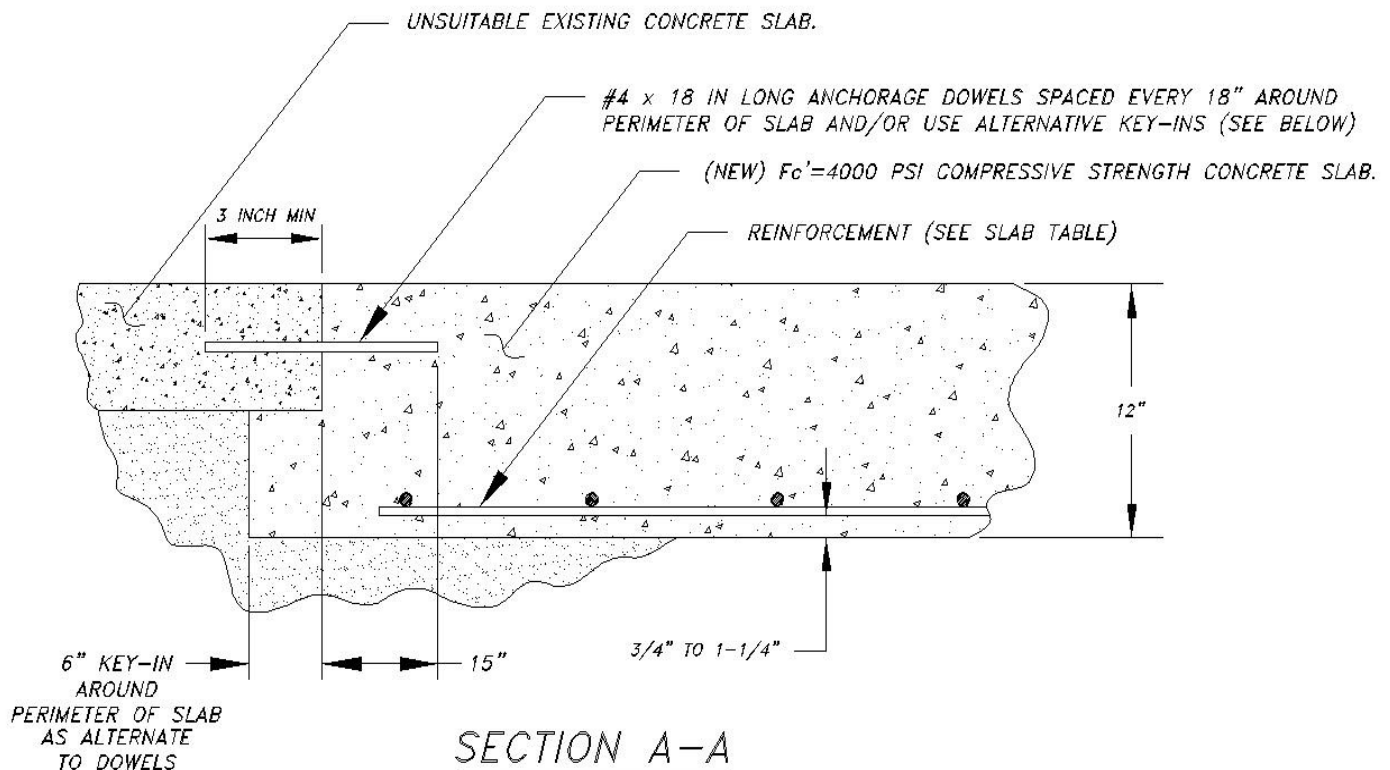 UNSUITABLE EXISTING CONCRETE SLAB.
#4 x 18 IN LONG ANCHORAGE DOWELS SPACED EVERY 18" AROUND
PERIMETER OF SLAB AND/OR USE ALTERNATIVE KEY-INS (SEE BELOW)
(NEW) Fc'=4000 PSI COMPRESSIVE STRENGTH CONCRETE SLAB.
3 INCH MIN
REINFORCEMENT (SEE SLAB TABLE)
12"
3/4" TO 1-1/4"
15"
6" KEY-IN
AROUND
PERIMETER OF SLAB
AS ALTERNATE
TO DOWELS
SECTION A-A